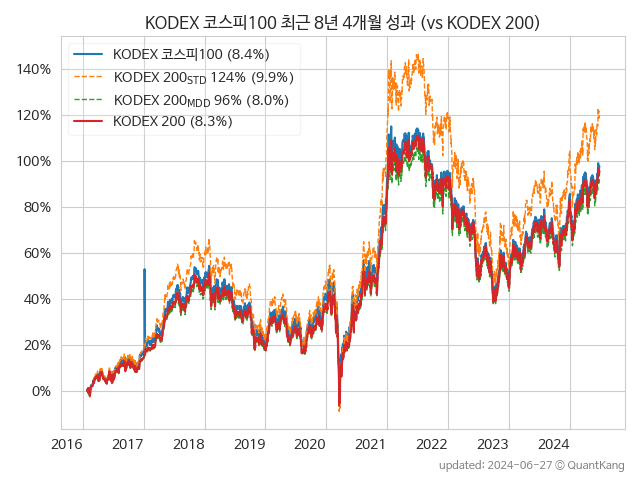 KODEX 코스피100 최근 8년 4개월 성과 (vs KODEX 200)
KODEX 코스피100 (8.4%)
KODEX 200STD 124% (9.9%)
KODEX 200MDD 96% (8.0%)
KODEX 200 (8.3%)
140%
120%
100%
80%
60%
40%
20%
0%
2016 2017 2018 2019 2020 2021 2022 2023 2024
updated: 2024-06-27 © QuantKang